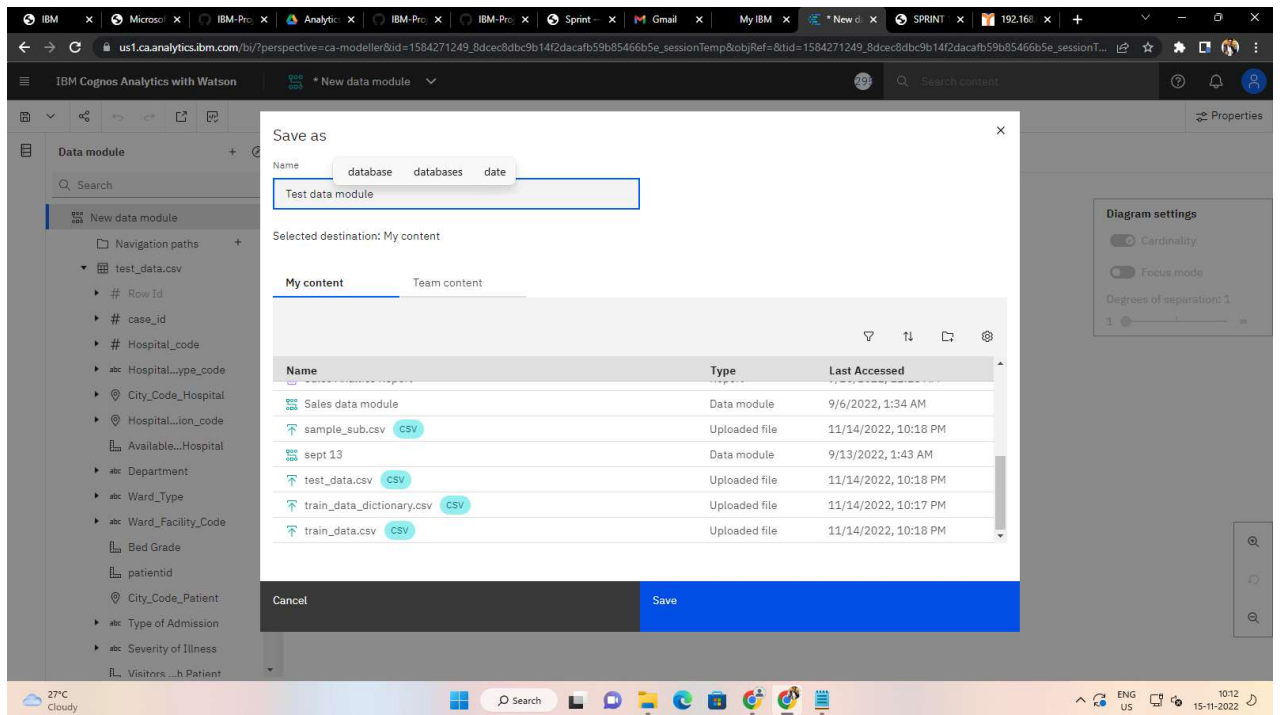 IBM Microsof IBM-Pro Analytic IBM-Pro IBM-Pro Sprint – Gmail My IBM * New d SPRINT 192.168.
us1.ca.analytics.ibm.com/bi/?perspective=ca-modeller&id=1584271249_8dcec8dbc9b14f2dacafb59b85466b5e_sessionTemp&objRef=&tid=1584271249_8dcec8dbc9b14f2dacafb59b85466b5e_sessionT...
IBM Cognos Analytics with Watson * New data module Search content
Properties
Data module
Search
New data module
Navigation paths
test_data.csv
Row Id
case_id
Hospital_code
Hospital...ype_code
City_Code_Hospital
Hospital...ion_code
Available...Hospital
Department
Ward_Type
Ward_Facility_Code
Bed Grade
patientid
City_Code_Patient
Type of Admission
Severity of Illness
Visitors ...h Patient
Save as
Name
database databases date
Test data module
Selected destination: My content
My content Team content
Name Type Last Accessed
Sales data module Data module 9/6/2022, 1:34 AM
sample_sub.csv CSV Uploaded file 11/14/2022, 10:18 PM
sept 13 Data module 9/13/2022, 1:43 AM
test_data.csv CSV Uploaded file 11/14/2022, 10:18 PM
train_data_dictionary.csv CSV Uploaded file 11/14/2022, 10:17 PM
train_data.csv CSV Uploaded file 11/14/2022, 10:18 PM
Cancel Save
Diagram settings
Cardinality
Focus mode
Degrees of separation: 1
1 ∞
27°C
Cloudy
Search
ENG
US
10:12
15-11-2022